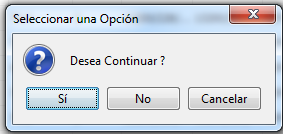 Seleccionar una Opción
Desea Continuar ?
Sí
No
Cancelar